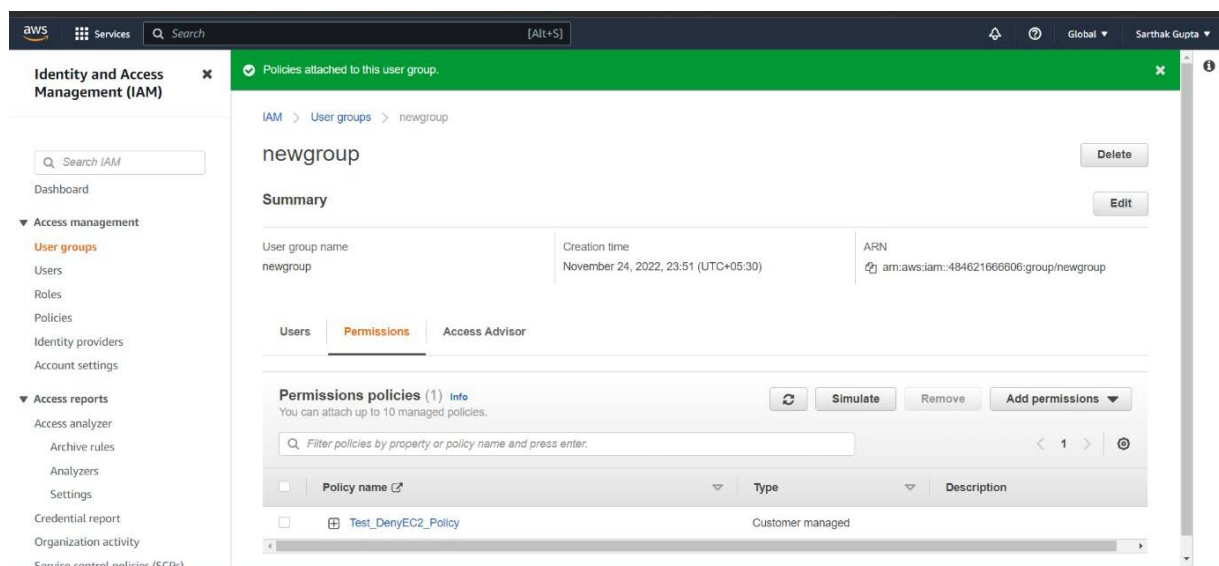 aws Services Search [Alt+S] Global Sarthak Gupta
Identity and Access Management (IAM)
Search IAM
Dashboard
Access management
User groups
Users
Roles
Policies
Identity providers
Account settings
Access reports
Access analyzer
Archive rules
Analyzers
Settings
Credential report
Organization activity
Service control policies (SCPs)
Policies attached to this user group.
IAM > User groups > newgroup
newgroup Delete
Summary Edit
User group name
newgroup
Creation time
November 24, 2022, 23:51 (UTC+05:30)
ARN
arn:aws:iam::484621666606:group/newgroup
Users Permissions Access Advisor
Permissions policies (1) Info
You can attach up to 10 managed policies.
Simulate Remove Add permissions
Filter policies by property or policy name and press enter. 1
Policy name Type Description
Test_DenyEC2_Policy Customer managed